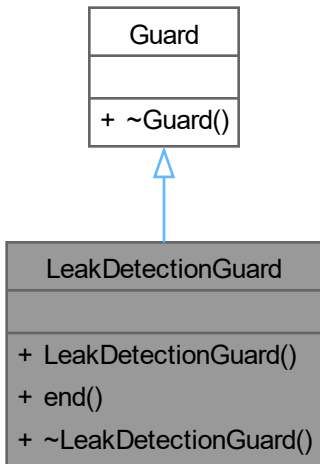 Guard
+ ~Guard()
LeakDetectionGuard
+ LeakDetectionGuard()
+ end()
+ ~LeakDetectionGuard()